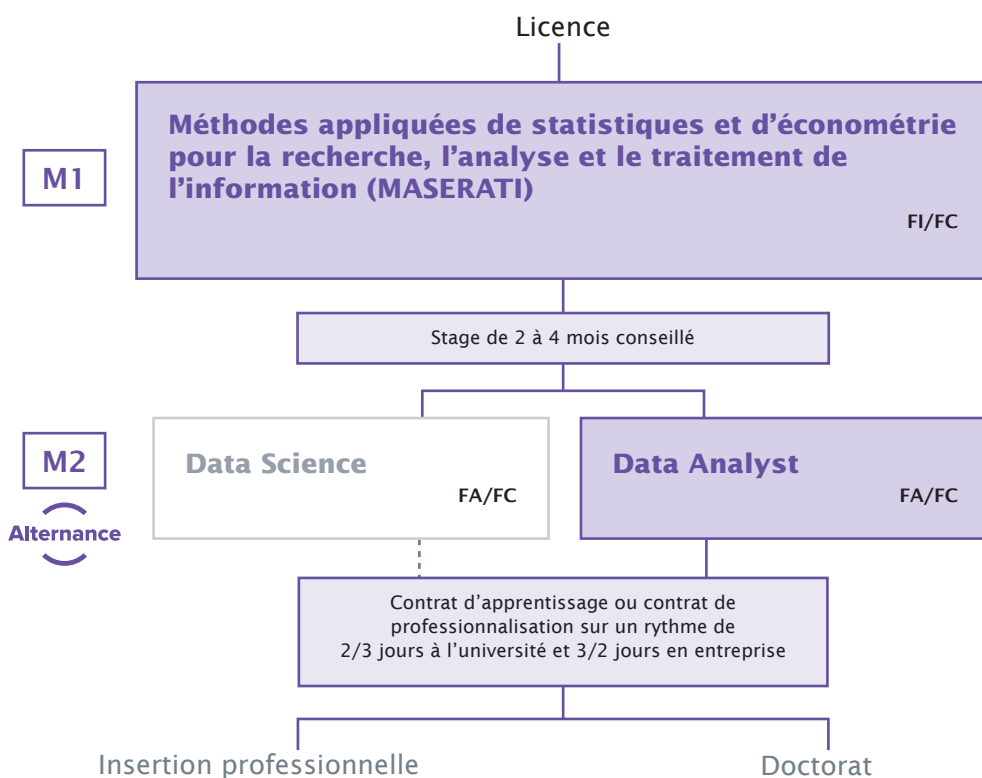 Licence
M1
Méthodes appliquées de statistiques et d'économétrie
pour la recherche, l'analyse et le traitement de
l'information (MASERATI)
FI/FC
Stage de 2 à 4 mois conseillé
M2
Alternance
Data Science
FA/FC
Data Analyst
FA/FC
Contrat d'apprentissage ou contrat de
professionnalisation sur un rythme de
2/3 jours à l'université et 3/2 jours en entreprise
Insertion professionnelle
Doctorat